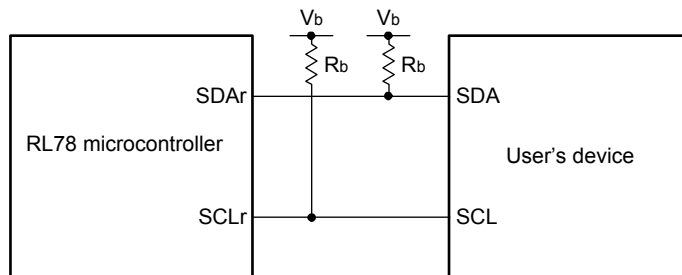 Vb Vb
Rb Rb
SDAr SDA
RL78 microcontroller User's device
SCLr SCL